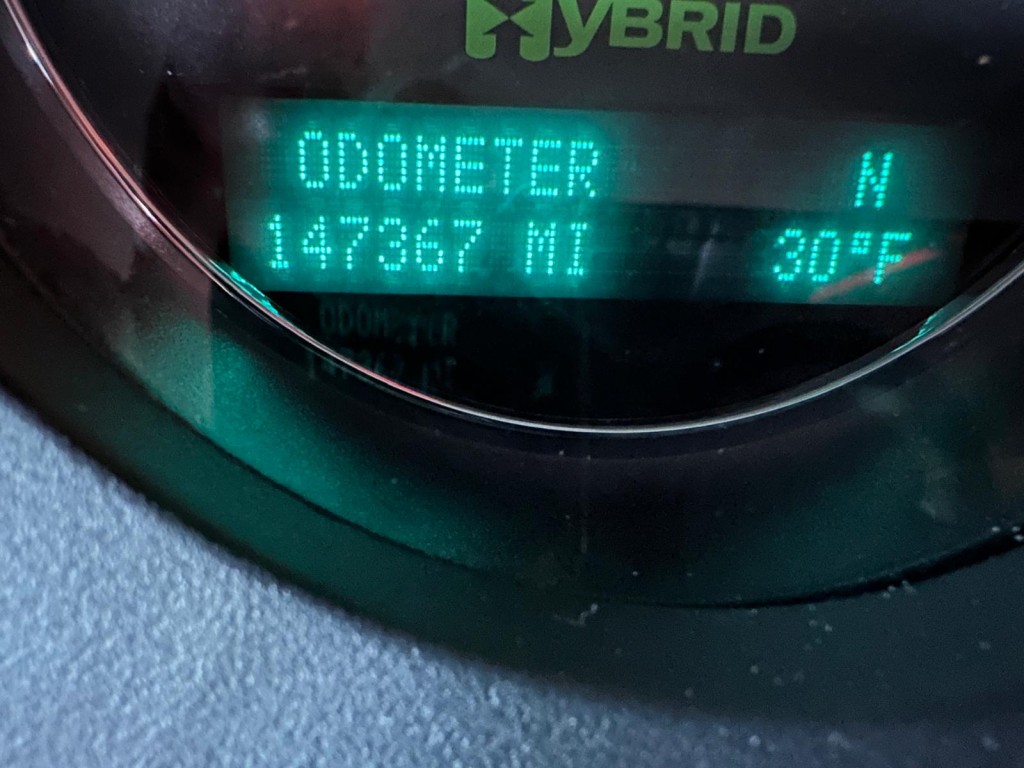 HYBRID
ODOMETER N
147367 MI 30°F